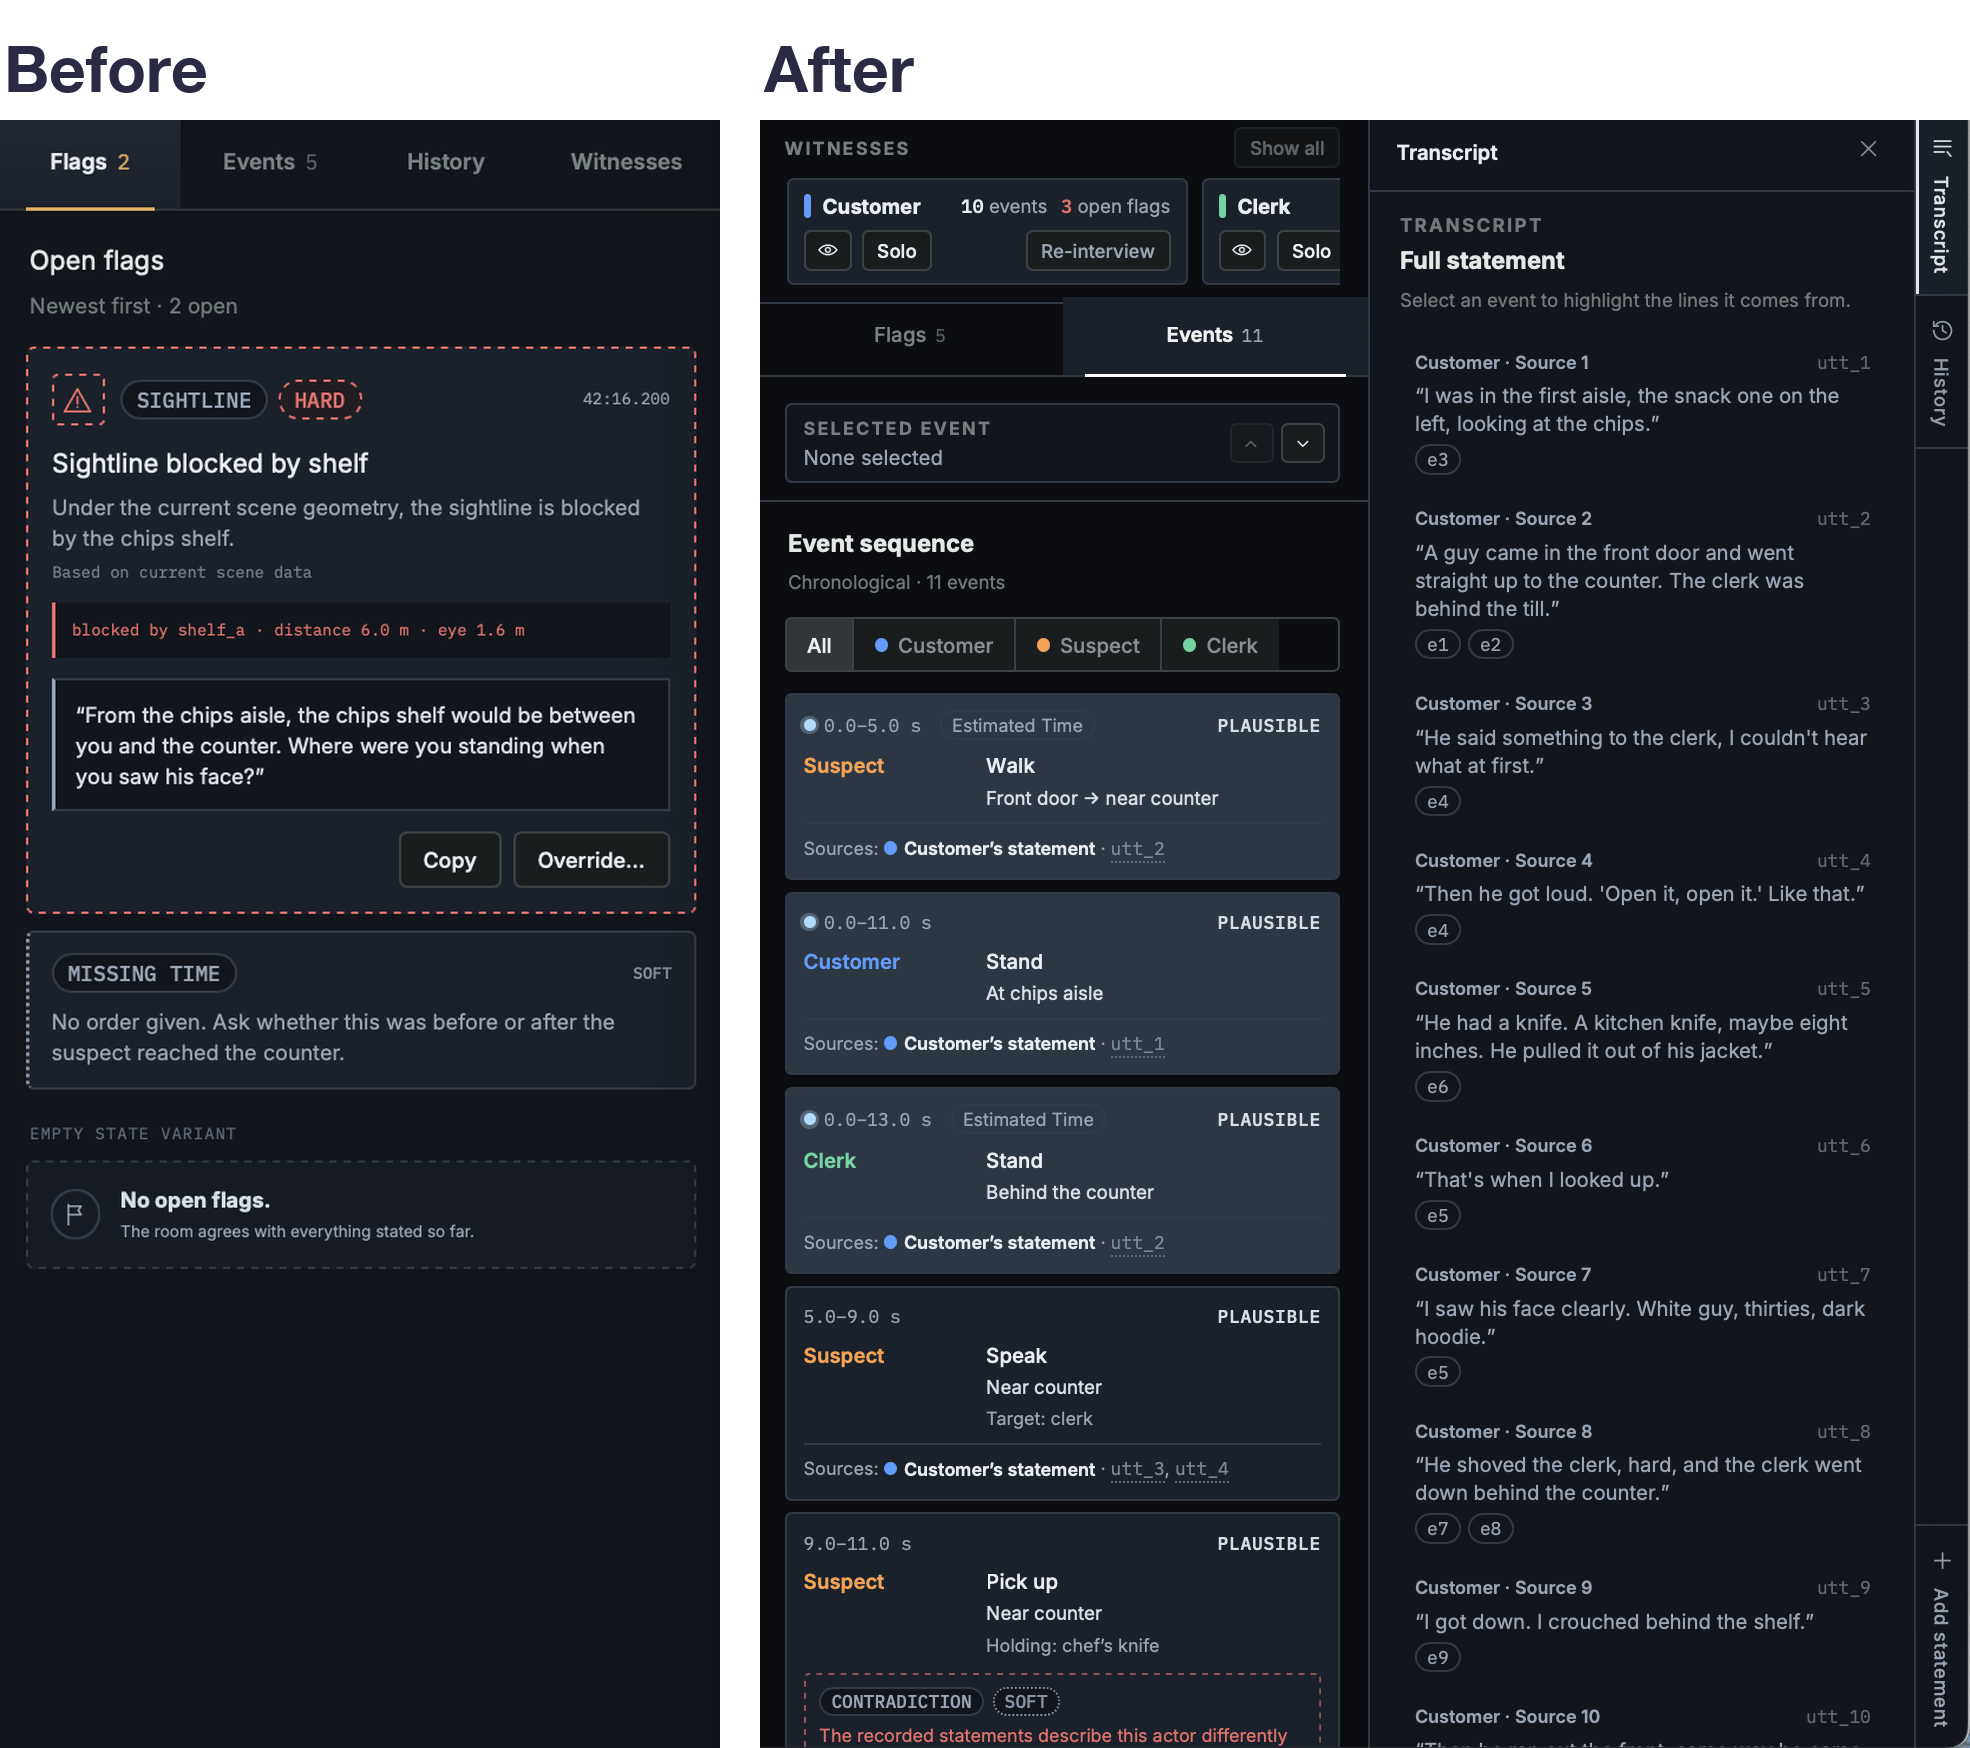 Before
Flags 2
Events 5
History
Witnesses
Open flags
Newest first · 2 open
SIGHTLINE
HARD
42:16.200
Sightline blocked by shelf
Under the current scene geometry, the sightline is blocked
by the chips shelf.
Based on current scene data
blocked by shelf_a · distance 6.0 m · eye 1.6 m
“From the chips aisle, the chips shelf would be between
you and the counter. Where were you standing when
you saw his face?”
Copy
Override...
MISSING TIME
SOFT
No order given. Ask whether this was before or after the
suspect reached the counter.
EMPTY STATE VARIANT
No open flags.
The room agrees with everything stated so far.
After
WITNESSES
Show all
Customer
10 events 3 open flags
Solo
Re-interview
Clerk
Solo
Flags 5
Events 11
SELECTED EVENT
None selected
Event sequence
Chronological · 11 events
All
Customer
Suspect
Clerk
0.0–5.0 s
Estimated Time
PLAUSIBLE
Suspect
Walk
Front door → near counter
Sources: Customer’s statement · utt_2
0.0–11.0 s
PLAUSIBLE
Customer
Stand
At chips aisle
Sources: Customer’s statement · utt_1
0.0–13.0 s
Estimated Time
PLAUSIBLE
Clerk
Stand
Behind the counter
Sources: Customer’s statement · utt_2
5.0–9.0 s
PLAUSIBLE
Suspect
Speak
Near counter
Target: clerk
Sources: Customer’s statement · utt_3, utt_4
9.0–11.0 s
PLAUSIBLE
Suspect
Pick up
Near counter
Holding: chef’s knife
CONTRADICTION
SOFT
The recorded statements describe this actor differently
Transcript
TRANSCRIPT
Full statement
Select an event to highlight the lines it comes from.
Customer · Source 1
utt_1
“I was in the first aisle, the snack one on the
left, looking at the chips.”
e3
Customer · Source 2
utt_2
“A guy came in the front door and went
straight up to the counter. The clerk was
behind the till.”
e1
e2
Customer · Source 3
utt_3
“He said something to the clerk, I couldn't hear
what at first.”
e4
Customer · Source 4
utt_4
“Then he got loud. 'Open it, open it.' Like that.”
e4
Customer · Source 5
utt_5
“He had a knife. A kitchen knife, maybe eight
inches. He pulled it out of his jacket.”
e6
Customer · Source 6
utt_6
“That's when I looked up.”
e5
Customer · Source 7
utt_7
“I saw his face clearly. White guy, thirties, dark
hoodie.”
e5
Customer · Source 8
utt_8
“He shoved the clerk, hard, and the clerk went
down behind the counter.”
e7
e8
Customer · Source 9
utt_9
“I got down. I crouched behind the shelf.”
e9
Customer · Source 10
utt_10
Transcript
History
Add statement